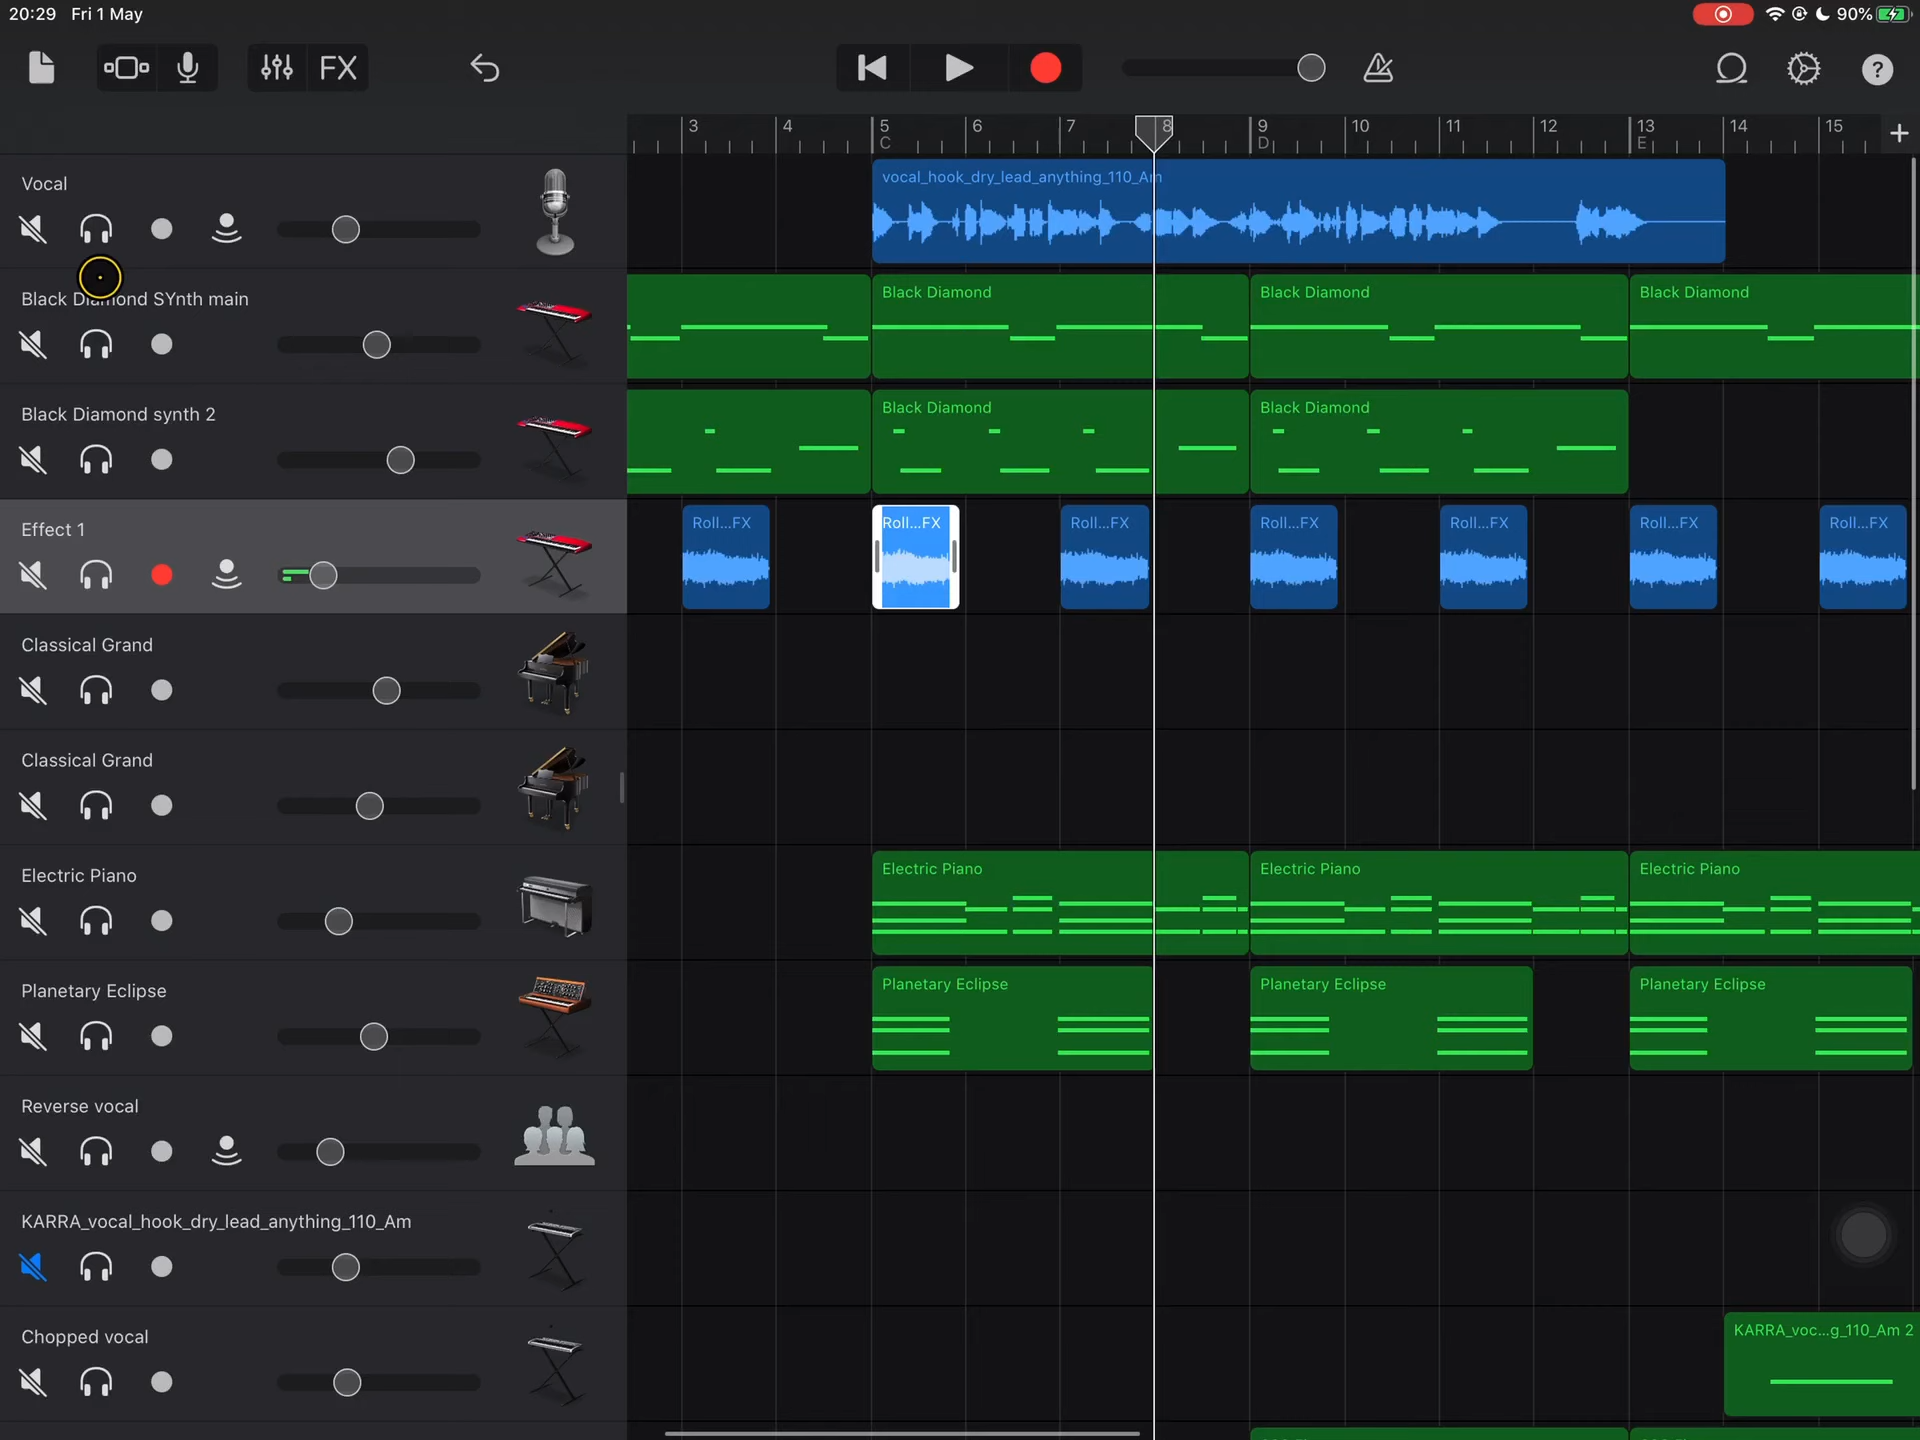 20:29 Fri 1 May
90%
FX
?
3 4 5 6 7 8 9 10 11 12 13 14 15 +
C D E
Vocal
vocal_hook_dry_lead_anything_110_Am
Black Diamond SYnth main
Black Diamond Black Diamond Black Diamond
Black Diamond synth 2
Black Diamond Black Diamond
Effect 1
Roll...FX Roll...FX Roll...FX Roll...FX Roll...FX Roll...FX Roll...FX
Classical Grand
Classical Grand
Electric Piano
Electric Piano Electric Piano Electric Piano
Planetary Eclipse
Planetary Eclipse Planetary Eclipse Planetary Eclipse
Reverse vocal
KARRA_vocal_hook_dry_lead_anything_110_Am
Chopped vocal
KARRA_voc...g_110_Am 2